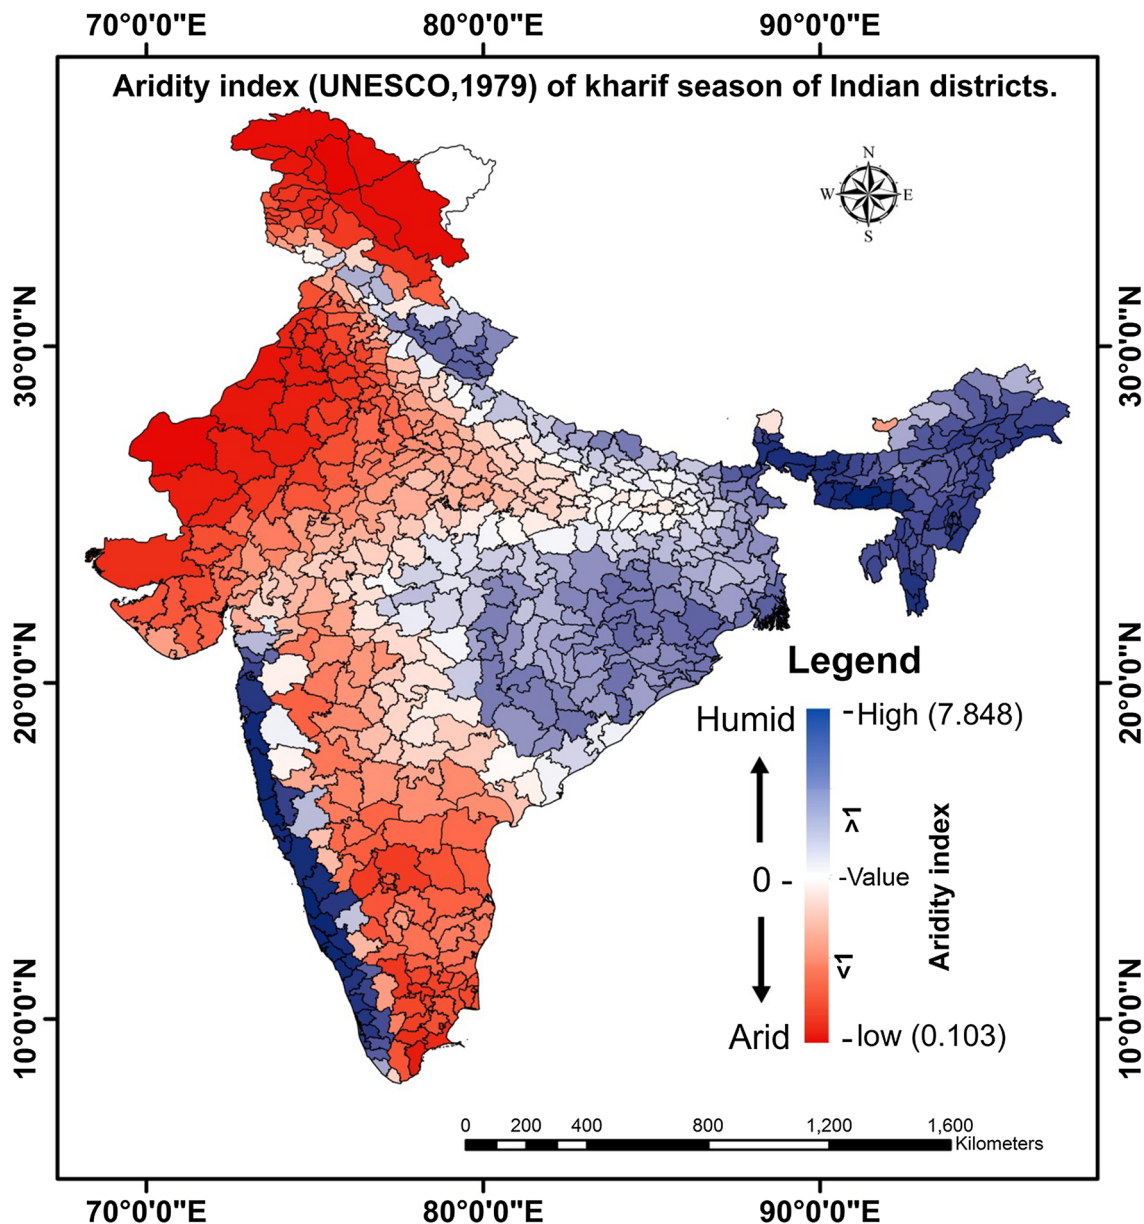 70°0'0"E 80°0'0"E 90°0'0"E
Aridity index (UNESCO,1979) of kharif season of Indian districts.
N
W E
S
30°0'0"N 30°0'0"N
Legend
20°0'0"N 20°0'0"N
Humid -High (7.848)
>1
0 - -Value
Aridity index
<1
Arid -low (0.103)
10°0'0"N 10°0'0"N
0 200 400 800 1,200 1,600
Kilometers
70°0'0"E 80°0'0"E 90°0'0"E